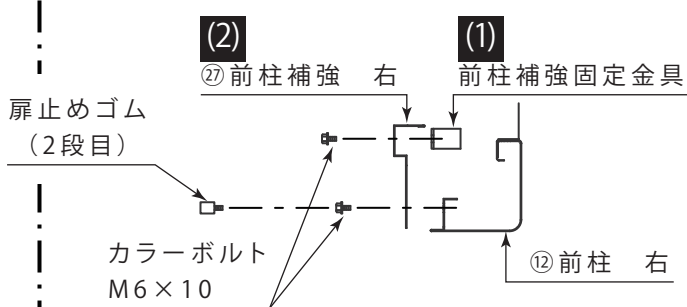 (2)
(1)
㉗前柱補強　右
前柱補強固定金具
扉止めゴム
（2段目）
カラーボルト
M6×10
⑫前柱　右